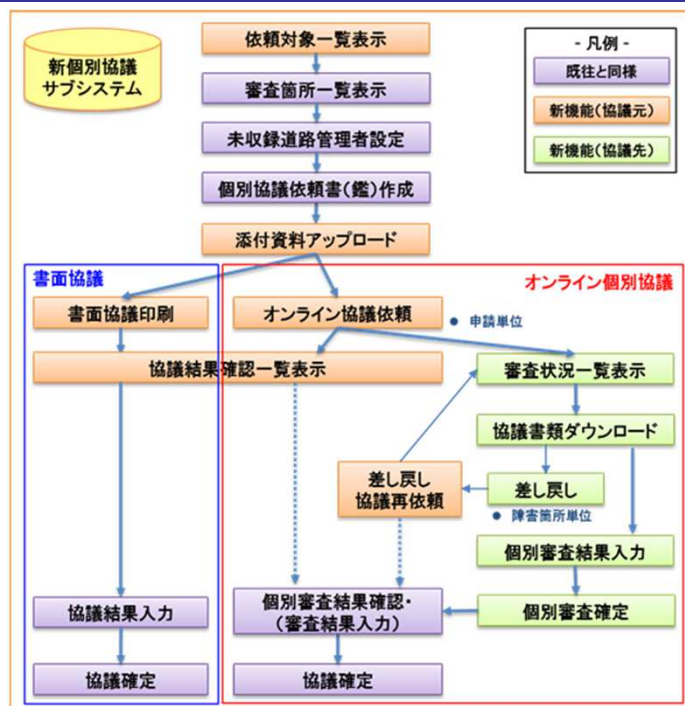 新個別協議
サブシステム
依頼対象一覧表示
審査箇所一覧表示
未収録道路管理者設定
個別協議依頼書(鑑)作成
添付資料アップロード
- 凡例 -
既往と同様
新機能(協議元)
新機能(協議先)
書面協議
オンライン個別協議
書面協議印刷
オンライン協議依頼
● 申請単位
協議結果確認一覧表示
審査状況一覧表示
協議書類ダウンロード
差し戻し
協議再依頼
差し戻し
● 障害箇所単位
個別審査結果入力
協議結果入力
個別審査結果確認・
(審査結果入力)
個別審査確定
協議確定
協議確定